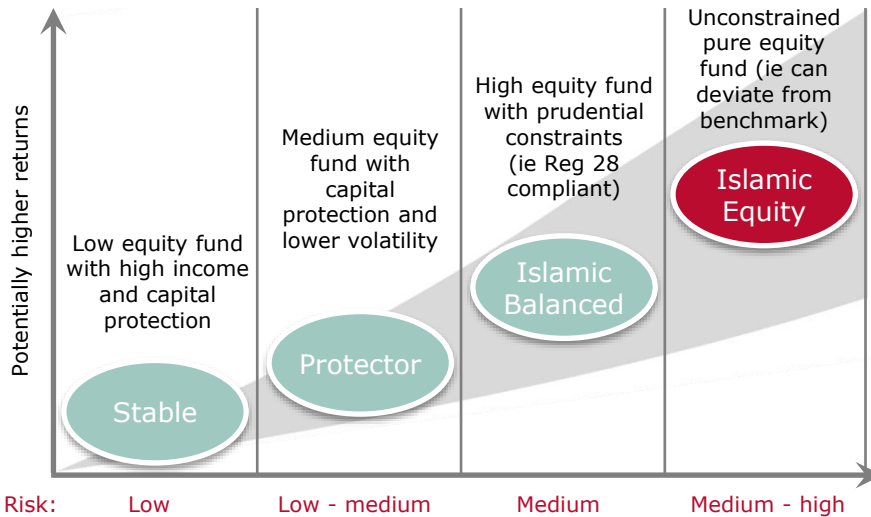 Potentially higher returns
Low equity fund
with high income
and capital
protection
Stable
Medium equity
fund with
capital
protection and
lower volatility
Protector
High equity fund
with prudential
constraints
(ie Reg 28
compliant)
Islamic
Balanced
Unconstrained
pure equity
fund (ie can
deviate from
benchmark)
Islamic
Equity
Risk: Low Low - medium Medium Medium - high